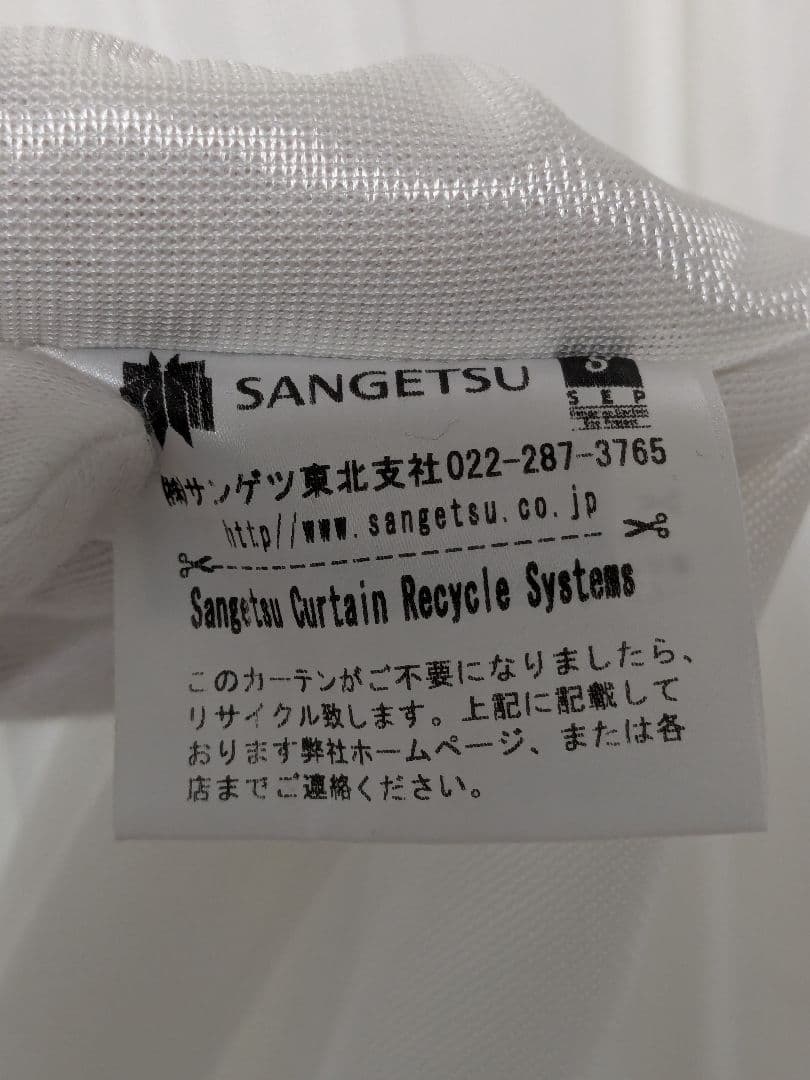 SANGETSU
S E P
㈱サンゲツ東北支社022-287-3765
http//www.sangetsu.co.jp
Sangetsu Curtain Recycle Systems
このカーテンがご不要になりましたら、
リサイクル致します。上記に記載して
おります弊社ホームページ、または各
店までご連絡ください。